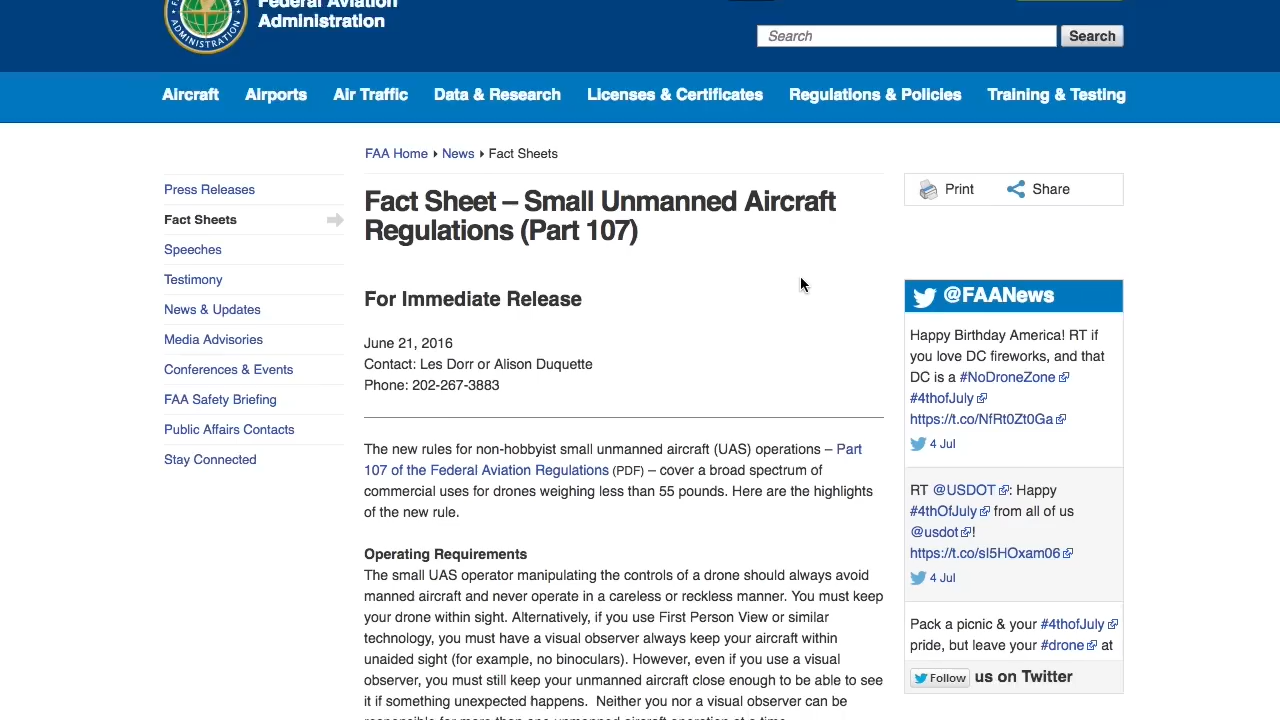 Federal Aviation
Administration
ADMINISTRATION
Search
Search
Aircraft
Airports
Air Traffic
Data & Research
Licenses & Certificates
Regulations & Policies
Training & Testing
FAA Home
News
Fact Sheets
Press Releases
Fact Sheets
Speeches
Testimony
News & Updates
Media Advisories
Conferences & Events
FAA Safety Briefing
Public Affairs Contacts
Stay Connected
Fact Sheet – Small Unmanned Aircraft
Regulations (Part 107)
For Immediate Release
June 21, 2016
Contact: Les Dorr or Alison Duquette
Phone: 202-267-3883
The new rules for non-hobbyist small unmanned aircraft (UAS) operations – Part
107 of the Federal Aviation Regulations (PDF) – cover a broad spectrum of
commercial uses for drones weighing less than 55 pounds. Here are the highlights
of the new rule.
Operating Requirements
The small UAS operator manipulating the controls of a drone should always avoid
manned aircraft and never operate in a careless or reckless manner. You must keep
your drone within sight. Alternatively, if you use First Person View or similar
technology, you must have a visual observer always keep your aircraft within
unaided sight (for example, no binoculars). However, even if you use a visual
observer, you must still keep your unmanned aircraft close enough to be able to see
it if something unexpected happens. Neither you nor a visual observer can be
responsible for more than one unmanned aircraft operation at a time.
Print
Share
@FAANews
Happy Birthday America! RT if
you love DC fireworks, and that
DC is a #NoDroneZone
#4thofJuly
https://t.co/NfRt0Zt0Ga
4 Jul
RT @USDOT: Happy
#4thOfJuly from all of us
@usdot!
https://t.co/sI5HOxam06
4 Jul
Pack a picnic & your #4thofJuly
pride, but leave your #drone at
Follow us on Twitter